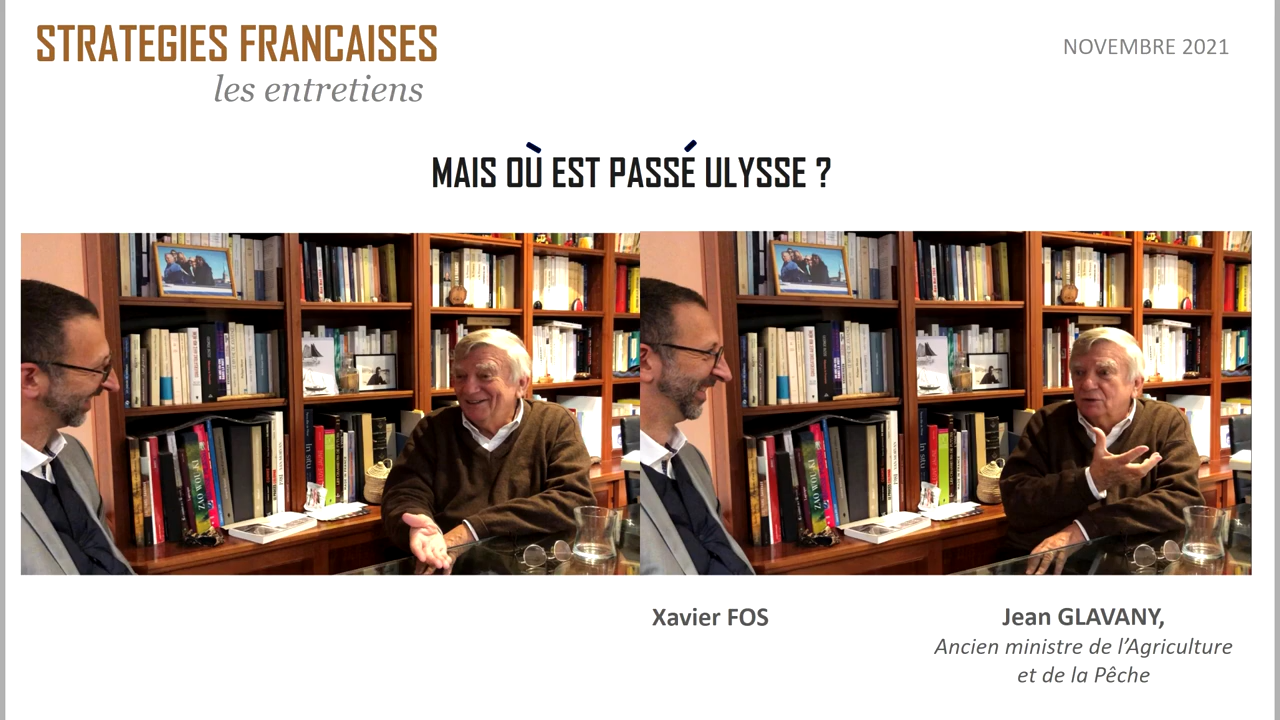 STRATEGIES FRANCAISES
les entretiens
NOVEMBRE 2021
MAIS OÙ EST PASSÉ ULYSSE ?
Xavier FOS
Jean GLAVANY,
Ancien ministre de l’Agriculture
et de la Pêche